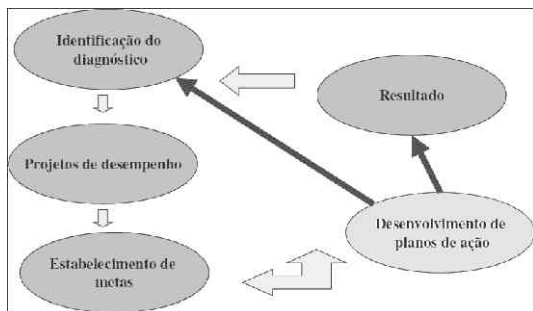 Identificação do
diagnóstico
Resultado
Projetos de desempenho
Desenvolvimento de
planos de ação
Estabelecimento de
metas